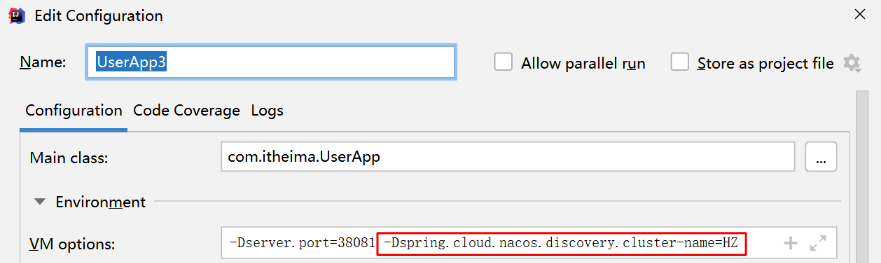 Edit Configuration
Name: UserApp3 Allow parallel run Store as project file
Configuration Code Coverage Logs
Main class: com.itheima.UserApp ...
Environment
VM options: -Dserver.port=38081 -Dspring.cloud.nacos.discovery.cluster-name=HZ